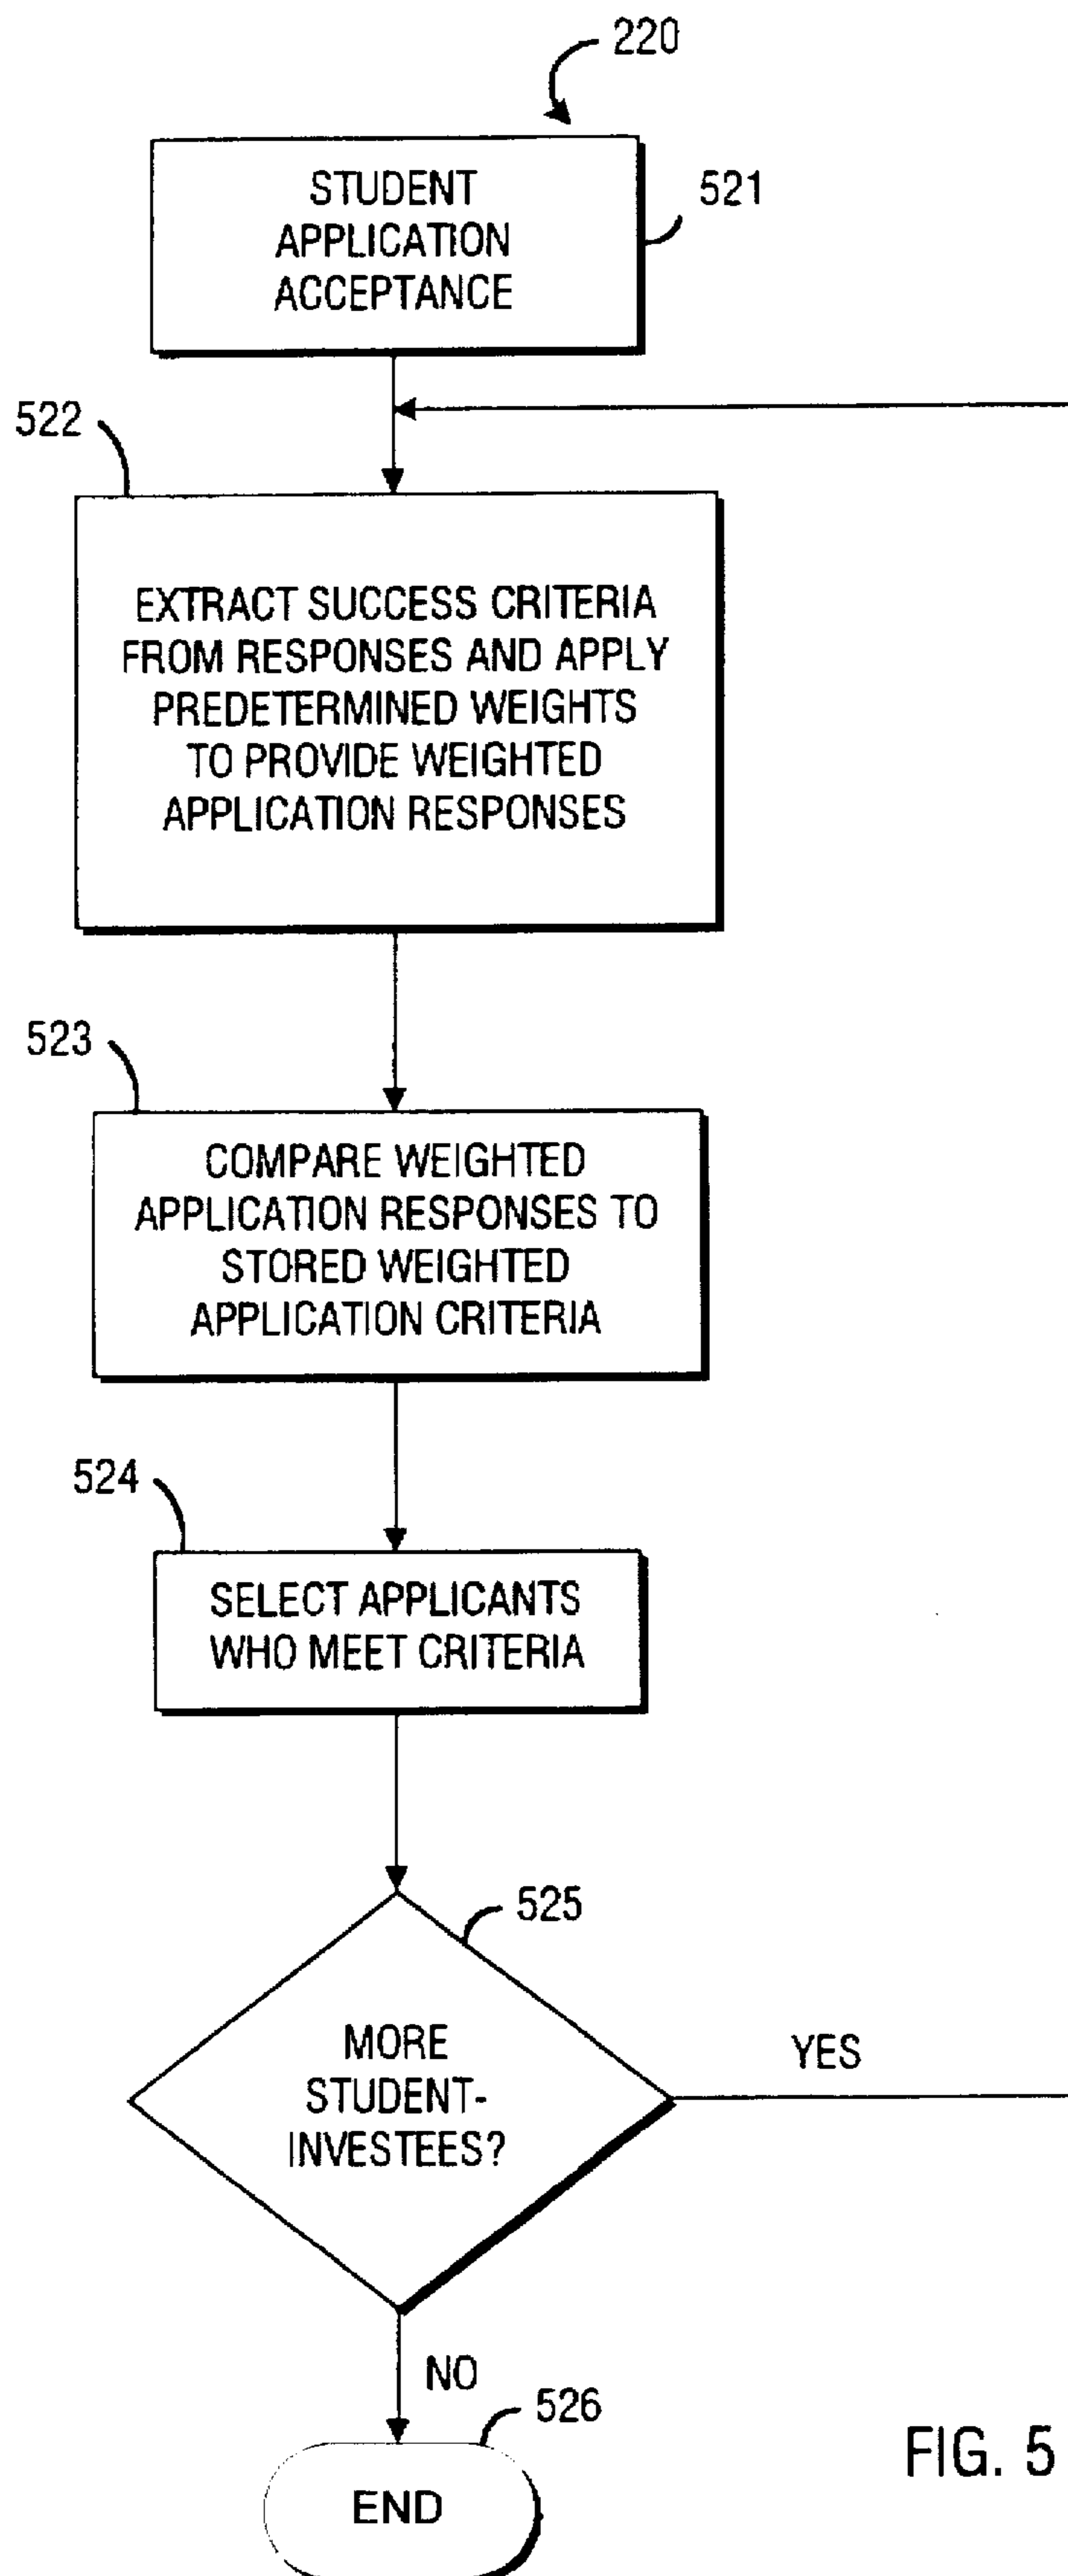 220
STUDENT
APPLICATION
ACCEPTANCE
521
522
EXTRACT SUCCESS CRITERIA
FROM RESPONSES AND APPLY
PREDETERMINED WEIGHTS
TO PROVIDE WEIGHTED
APPLICATION RESPONSES
523
COMPARE WEIGHTED
APPLICATION RESPONSES TO
STORED WEIGHTED
APPLICATION CRITERIA
524
SELECT APPLICANTS
WHO MEET CRITERIA
525
MORE
STUDENT-
INVESTEES?
YES
NO
526
END
FIG. 5